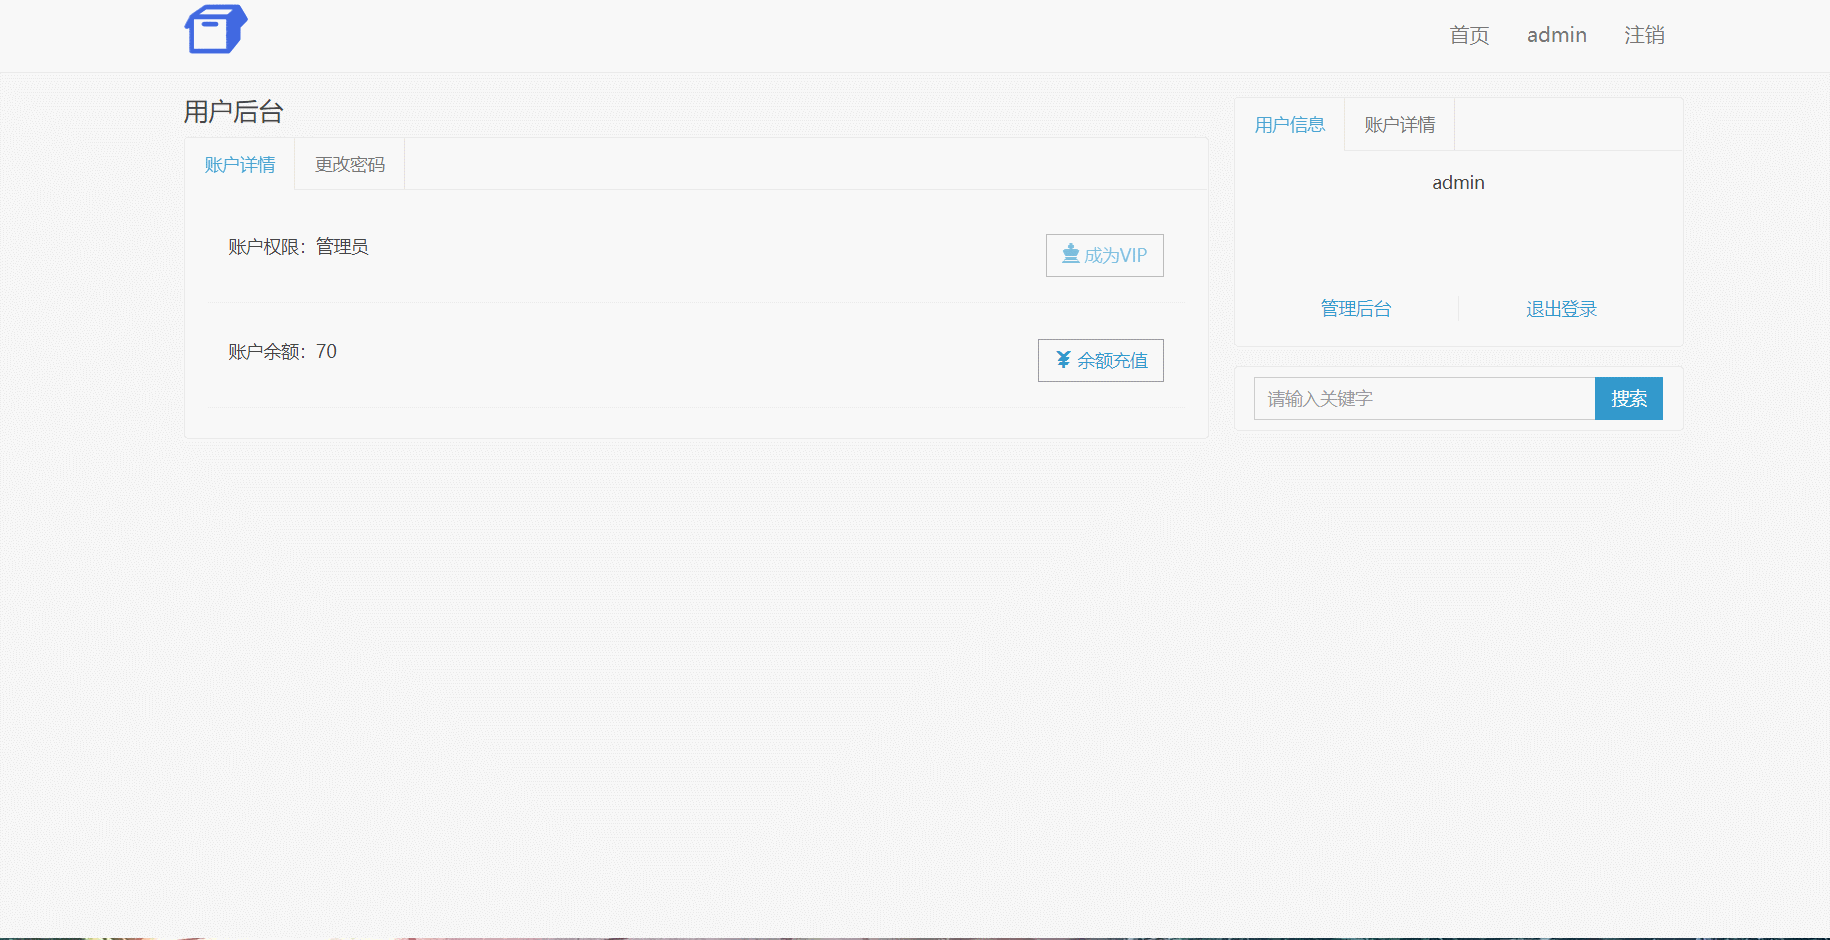 首页 admin 注销
用户后台
账户详情 更改密码
账户权限：管理员
成为VIP
账户余额：70
余额充值
用户信息 账户详情
admin
管理后台 退出登录
请输入关键字 搜索